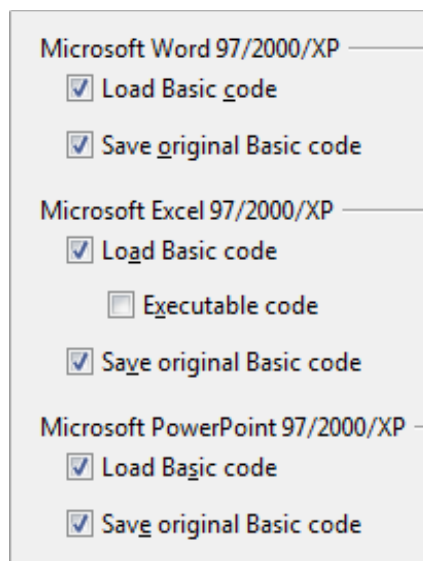 Microsoft Word 97/2000/XP
Load Basic code
Save original Basic code
Microsoft Excel 97/2000/XP
Load Basic code
Executable code
Save original Basic code
Microsoft PowerPoint 97/2000/XP
Load Basic code
Save original Basic code